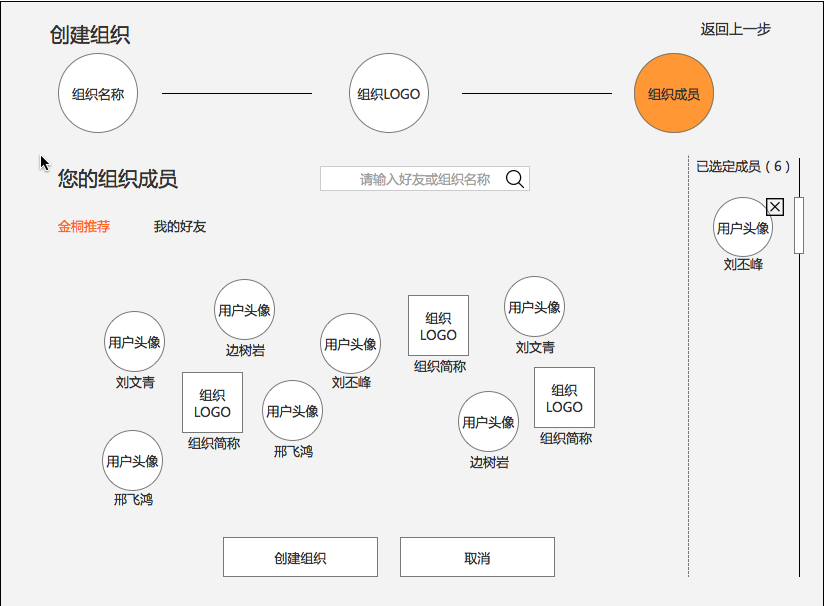 创建组织
返回上一步
组织名称
组织LOGO
组织成员
您的组织成员
请输入好友或组织名称
已选定成员（6）
金桐推荐
我的好友
用户头像
刘丕峰
用户头像
边树岩
用户头像
刘文青
用户头像
刘丕峰
组织
LOGO
组织简称
用户头像
刘文青
组织
LOGO
组织简称
用户头像
邢飞鸿
用户头像
边树岩
组织
LOGO
组织简称
用户头像
邢飞鸿
创建组织
取消